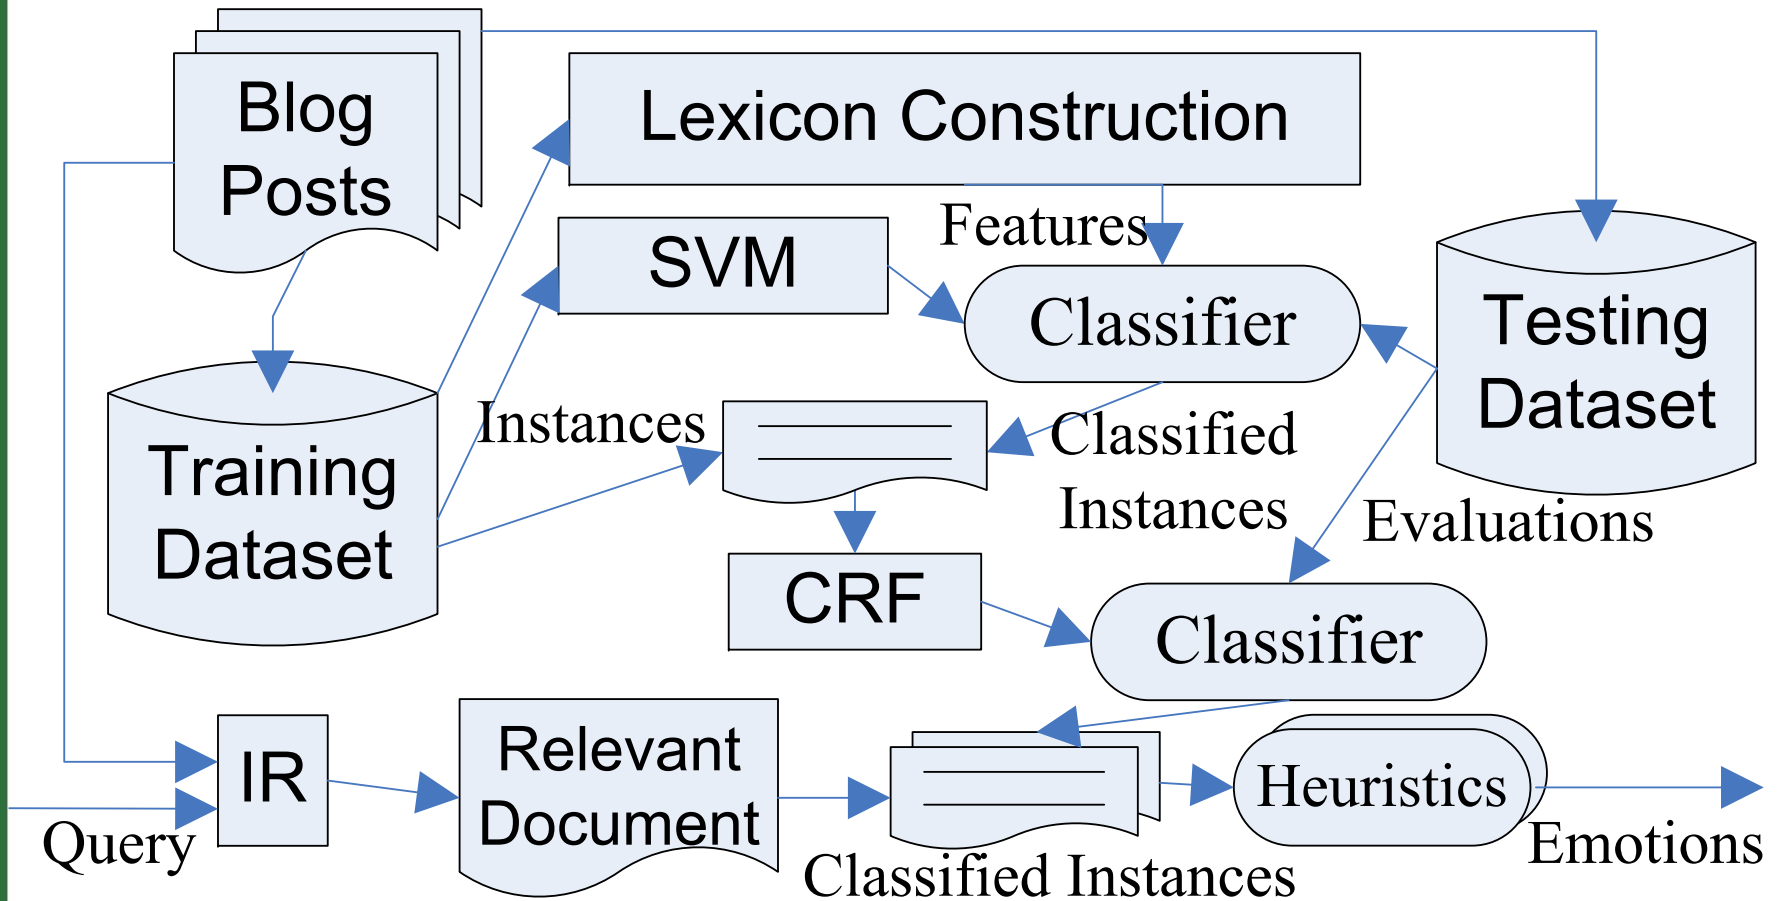 Blog
Posts
Lexicon Construction
Features
SVM
Classifier
Testing
Dataset
Instances
Classified
Instances
Training
Dataset
Evaluations
CRF
Classifier
IR
Relevant
Document
Heuristics
Query
Classified Instances
Emotions